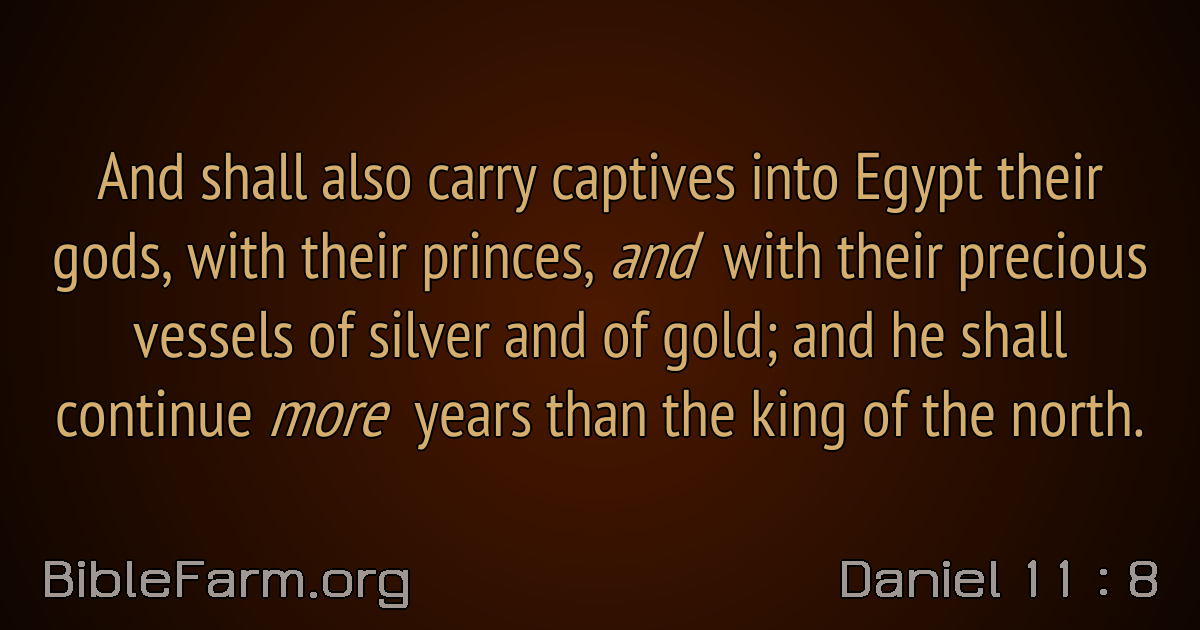 And shall also carry captives into Egypt their
gods, with their princes, and with their precious
vessels of silver and of gold; and he shall
continue more years than the king of the north.
BibleFarm.org
Daniel 11 : 8